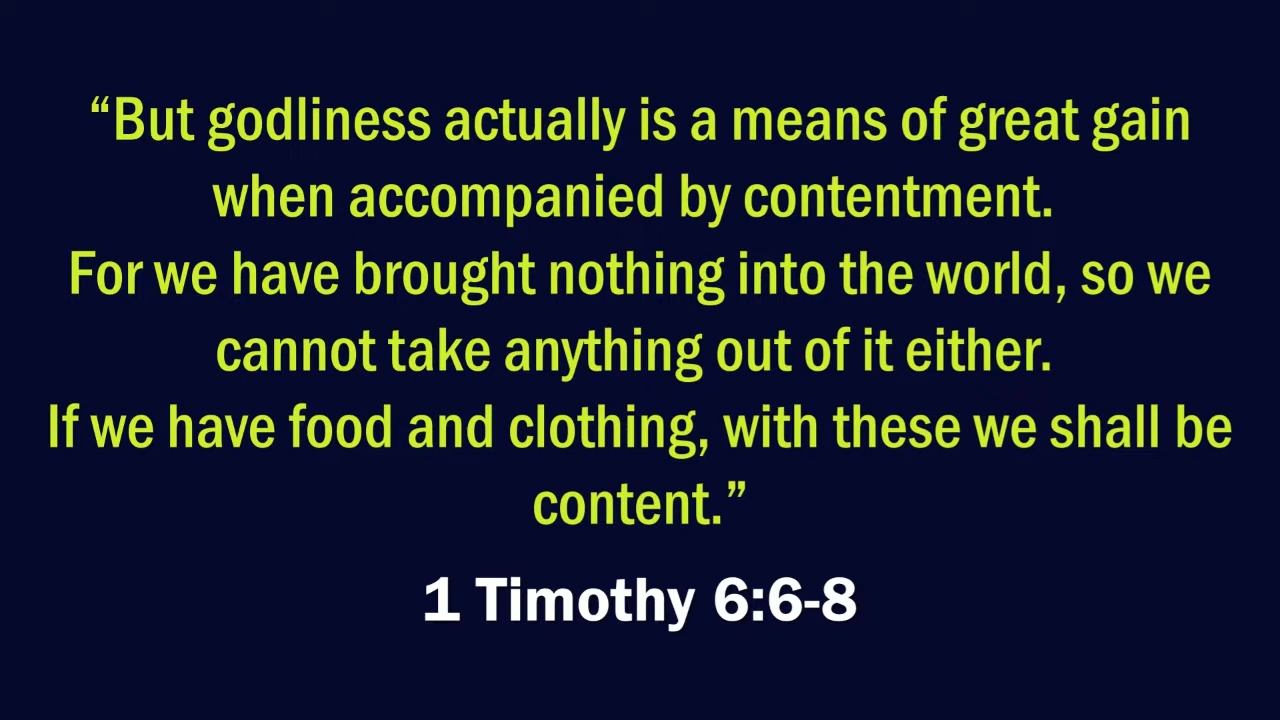 “But godliness actually is a means of great gain
when accompanied by contentment.
For we have brought nothing into the world, so we
cannot take anything out of it either.
If we have food and clothing, with these we shall be
content.”
1 Timothy 6:6-8